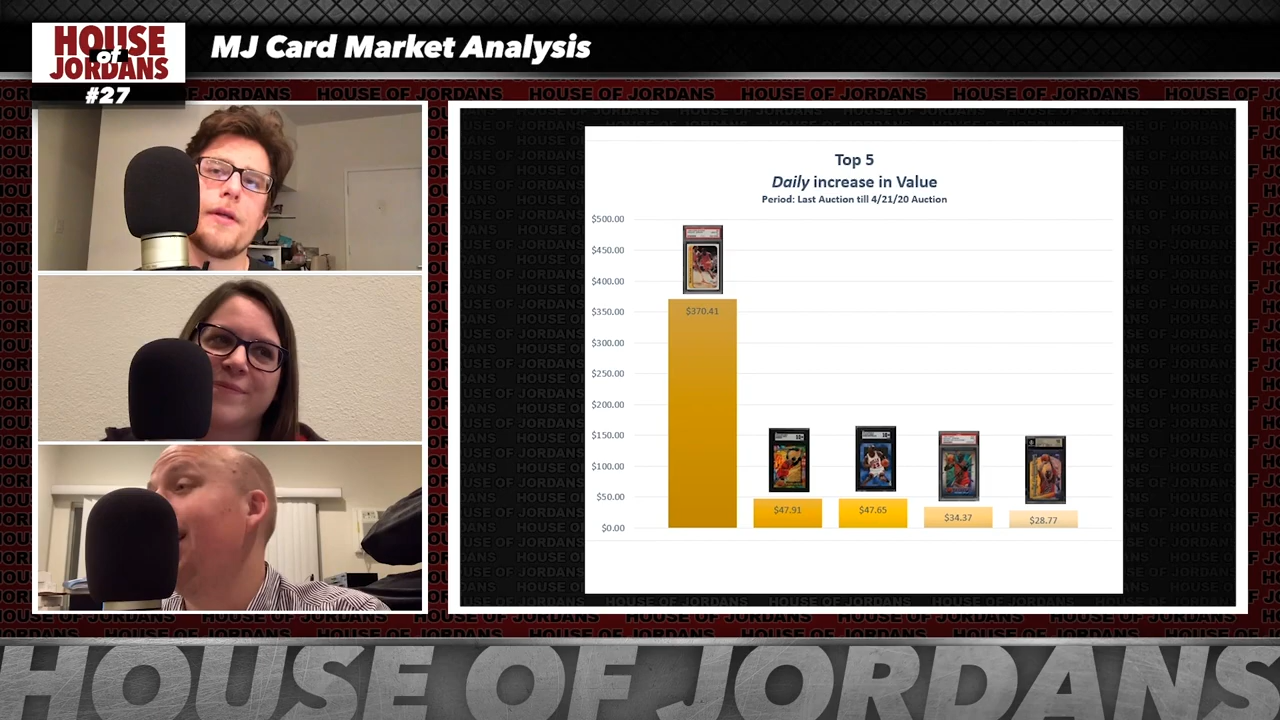 HOUSE
of
JORDANS
#27
MJ Card Market Analysis
Top 5
Daily increase in Value
Period: Last Auction till 4/21/20 Auction
$500.00
$450.00
$400.00
$350.00
$300.00
$250.00
$200.00
$150.00
$100.00
$50.00
$0.00
$370.41
$47.91
$47.65
$34.37
$28.77
HOUSE OF JORDANS